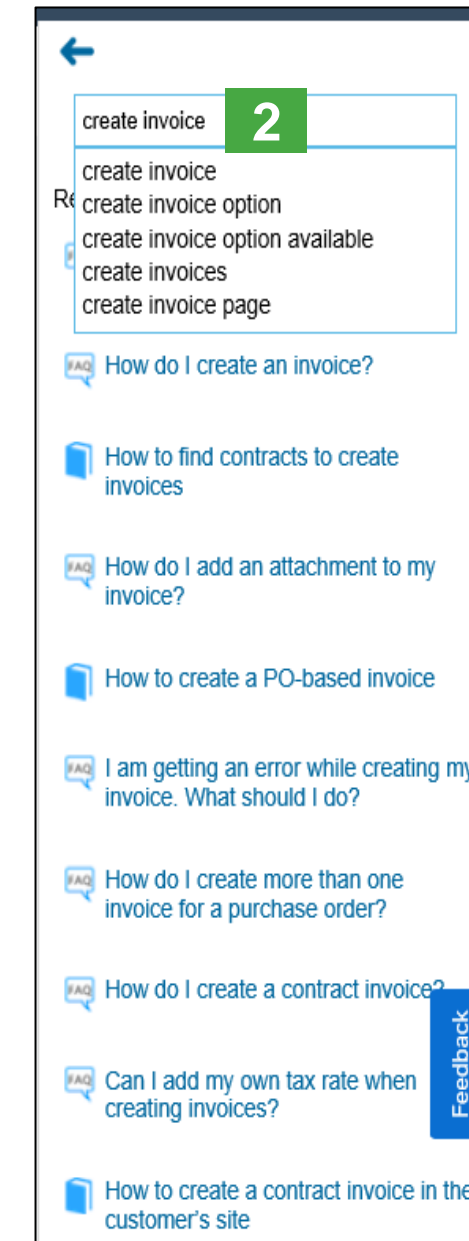 create invoice
2
create invoice
Re
create invoice option
create invoice option available
create invoices
create invoice page
FAQ How do I create an invoice?
How to find contracts to create
invoices
FAQ How do I add an attachment to my
invoice?
How to create a PO-based invoice
FAQ I am getting an error while creating my
invoice. What should I do?
FAQ How do I create more than one
invoice for a purchase order?
FAQ How do I create a contract invoice?
Feedback
FAQ Can I add my own tax rate when
creating invoices?
How to create a contract invoice in the
customer's site